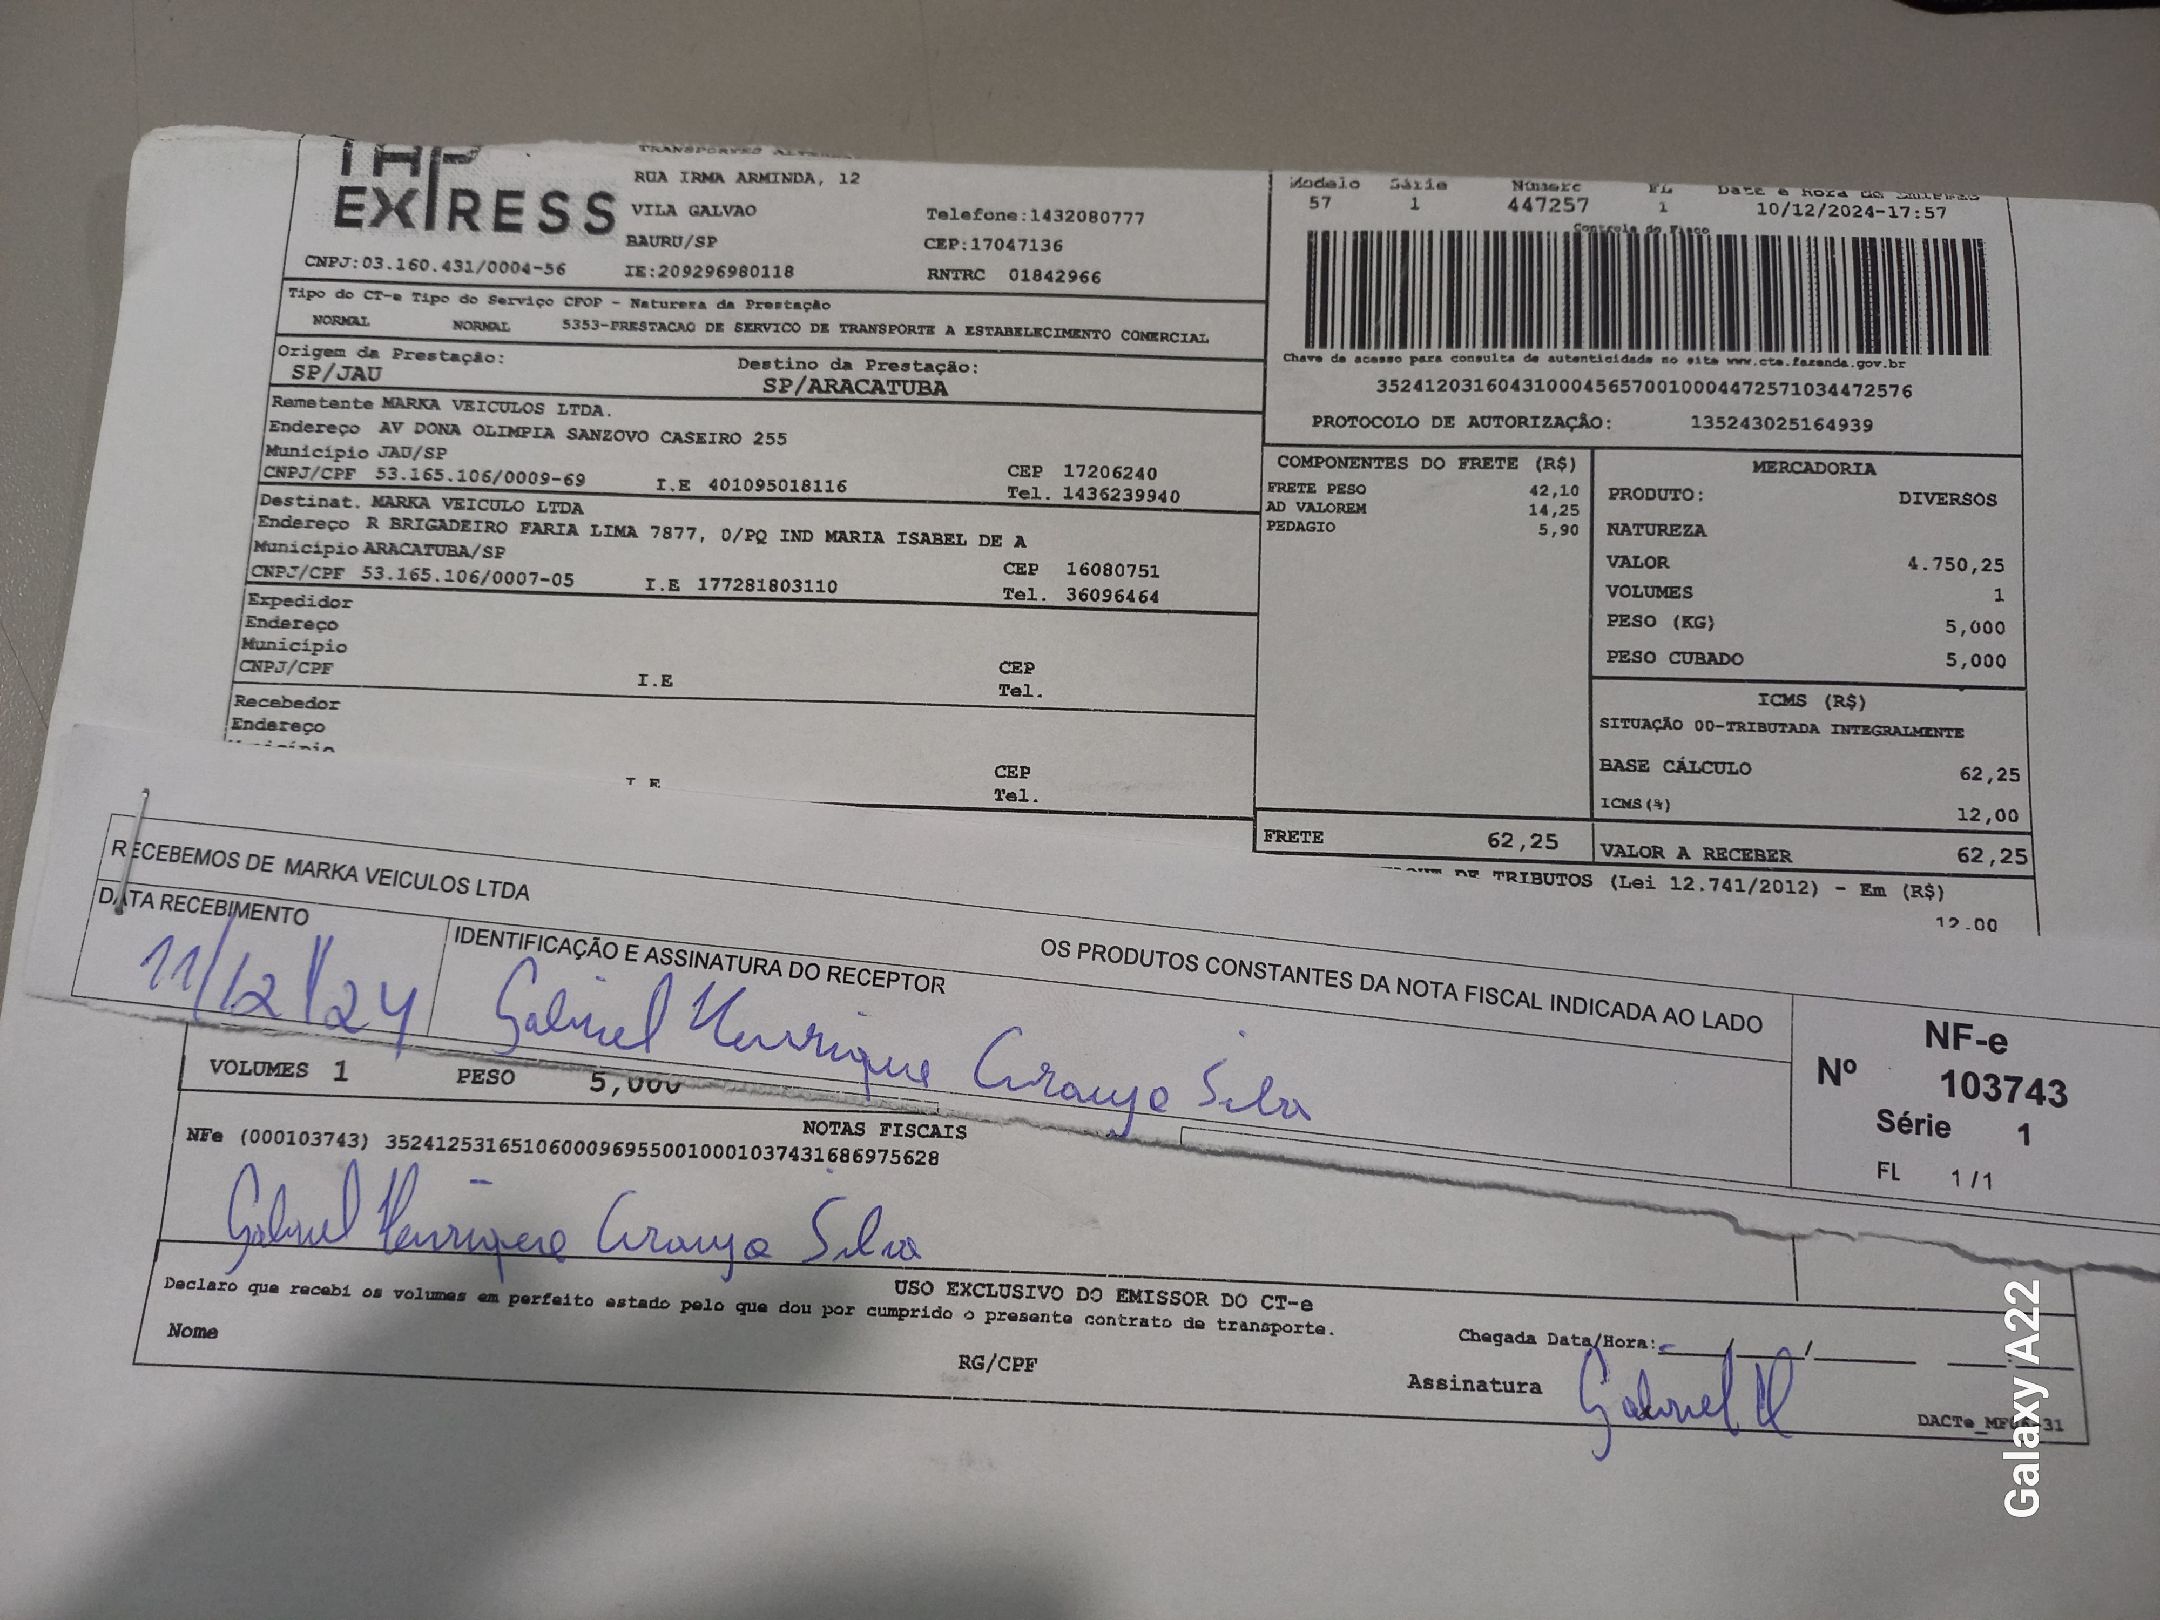 TAP
EXPRESS
RUA IRMA ARMINDA, 12
VILA GALVAO
BAURU/SP
CNPJ:03.160.431/0004-56 IE:209296980118
Telefone:1432080777
CEP:17047136
RNTRC 01842966
Modelo Série Número FL Data e Hora de Emissão
57 1 447257 1 10/12/2024-17:57
Controle do Fisco
Chave de acesso para consulta de autenticidade no site www.cte.fazenda.gov.br
35241203160431000456570010004472571034472576
PROTOCOLO DE AUTORIZAÇÃO: 135243025164939
Tipo do CT-e Tipo do Serviço CFOP - Natureza da Prestação
NORMAL NORMAL 5353-PRESTACAO DE SERVICO DE TRANSPORTE A ESTABELECIMENTO COMERCIAL
Origem da Prestação: Destino da Prestação:
SP/JAU SP/ARACATUBA
Remetente MARKA VEICULOS LTDA.
Endereço AV DONA OLIMPIA SANZOVO CASEIRO 255
Município JAU/SP CEP 17206240
CNPJ/CPF 53.165.106/0009-69 I.E 401095018116 Tel. 1436239940
Destinat. MARKA VEICULO LTDA
Endereço R BRIGADEIRO FARIA LIMA 7877, 0/PQ IND MARIA ISABEL DE A
Município ARACATUBA/SP CEP 16080751
CNPJ/CPF 53.165.106/0007-05 I.E 177281803110 Tel. 36096464
Expedidor
Endereço
Município CEP
CNPJ/CPF I.E Tel.
Recebedor
Endereço
Município CEP
I.E Tel.
COMPONENTES DO FRETE (R$)
FRETE PESO 42,10
AD VALOREM 14,25
PEDAGIO 5,90
FRETE 62,25
MERCADORIA
PRODUTO: DIVERSOS
NATUREZA
VALOR 4.750,25
VOLUMES 1
PESO (KG) 5,000
PESO CUBADO 5,000
ICMS (R$)
SITUAÇÃO 00-TRIBUTADA INTEGRALMENTE
BASE CÁLCULO 62,25
ICMS(%) 12,00
VALOR A RECEBER 62,25
DE TRIBUTOS (Lei 12.741/2012) - Em (R$)
12.00
RECEBEMOS DE MARKA VEICULOS LTDA OS PRODUTOS CONSTANTES DA NOTA FISCAL INDICADA AO LADO
DATA RECEBIMENTO IDENTIFICAÇÃO E ASSINATURA DO RECEPTOR
11/12/24 Gabriel Henrique Araujo Silva
NF-e
Nº 103743
Série 1
FL 1/1
VOLUMES 1 PESO 5,000
NOTAS FISCAIS
NFe (000103743) 35241253165106000969550010001037431686975628
Gabriel Henrique Araujo Silva
USO EXCLUSIVO DO EMISSOR DO CT-e
Declaro que recebi os volumes em perfeito estado pelo que dou por cumprido o presente contrato de transporte.
Nome RG/CPF
Chegada Data/Hora: / /
Assinatura Gabriel H
Galaxy A22